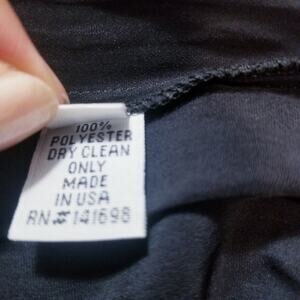 100%
POLYESTER
DRY CLEAN
ONLY
MADE
IN USA
RN# 141698